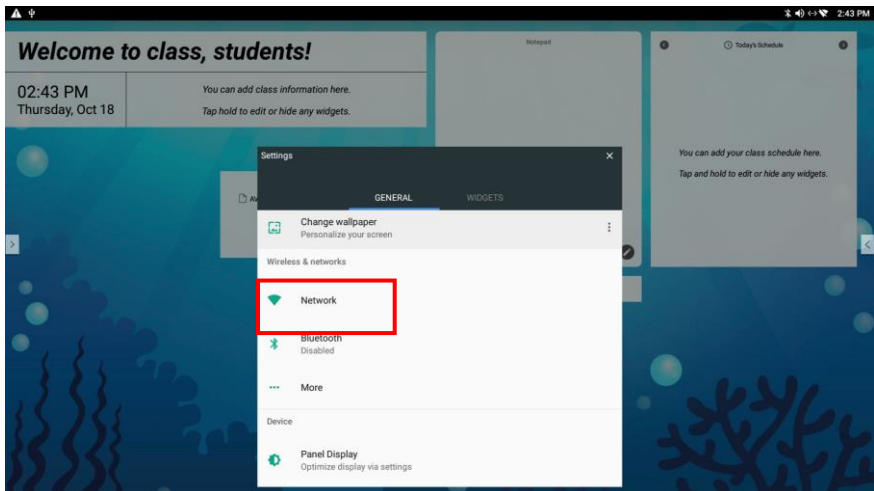 2:43 PM
Welcome to class, students!
02:43 PM
Thursday, Oct 18
You can add class information here.
Tap hold to edit or hide any widgets.
Notepad
Today's Schedule
You can add your class schedule here.
Tap and hold to edit or hide any widgets.
Settings
GENERAL
WIDGETS
Change wallpaper
Personalize your screen
Wireless & networks
Network
Bluetooth
Disabled
More
Device
Panel Display
Optimize display via settings